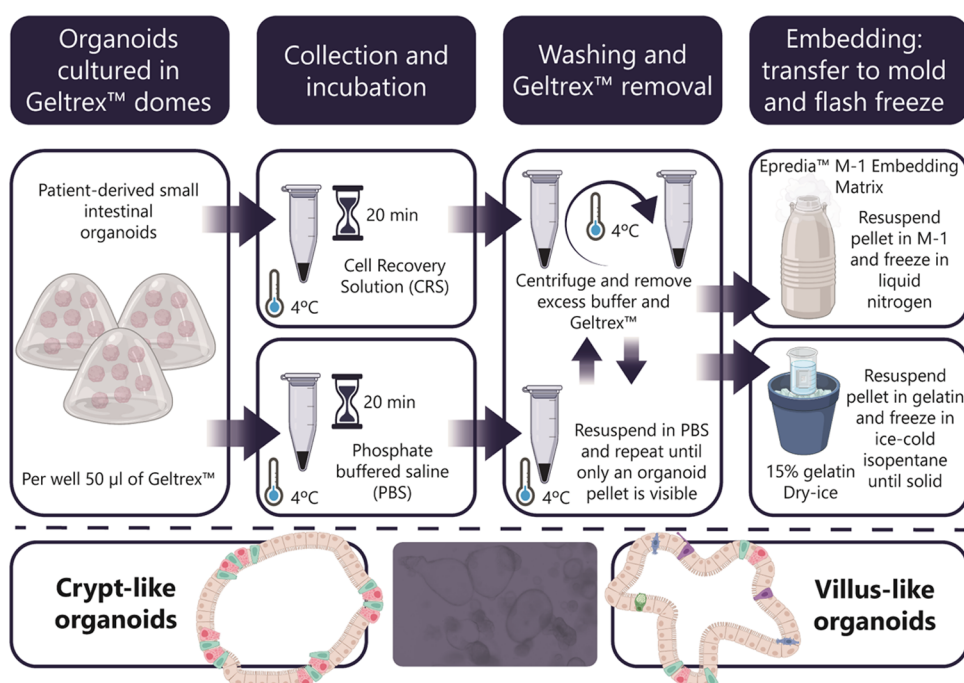 Organoids
cultured in
Geltrex™ domes
Collection and
incubation
Washing and
Geltrex™ removal
Embedding:
transfer to mold
and flash freeze
Patient-derived small
intestinal
organoids
Per well 50 µl of Geltrex™
20 min
Cell Recovery
Solution (CRS)
4ºC
20 min
Phosphate
buffered saline
(PBS)
4ºC
4ºC
Centrifuge and remove
excess buffer and
Geltrex™
Resuspend in PBS
and repeat until
only an organoid
pellet is visible
4ºC
Epredia™ M-1 Embedding
Matrix
Resuspend
pellet in M-1
and freeze in
liquid
nitrogen
Resuspend
pellet in gelatin
and freeze in
ice-cold
isopentane
until solid
15% gelatin
Dry-ice
Crypt-like
organoids
Villus-like
organoids